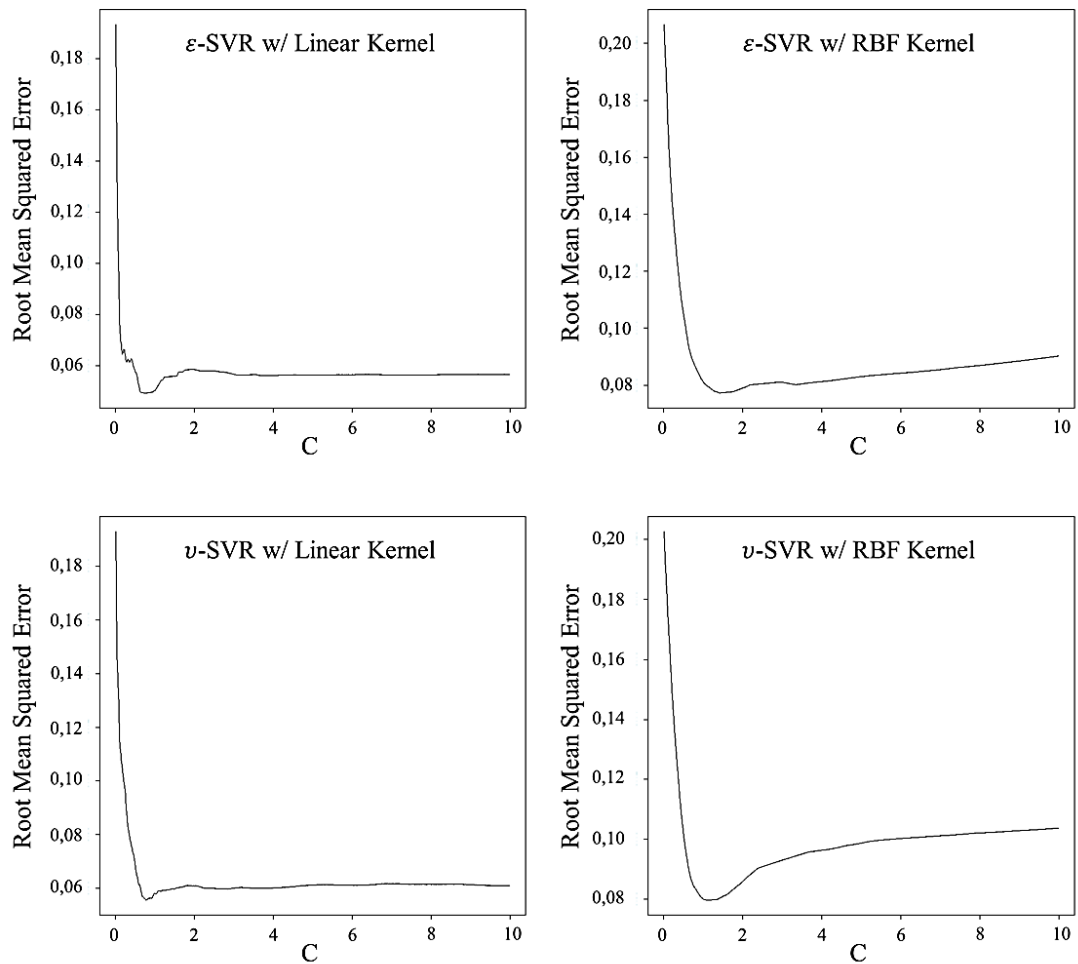 ε-SVR w/ Linear Kernel
Root Mean Squared Error
0,18
0,16
0,14
0,12
0,10
0,08
0,06
0 2 4 6 8 10
C
ε-SVR w/ RBF Kernel
Root Mean Squared Error
0,20
0,18
0,16
0,14
0,12
0,10
0,08
0 2 4 6 8 10
C
υ-SVR w/ Linear Kernel
Root Mean Squared Error
0,18
0,16
0,14
0,12
0,10
0,08
0,06
0 2 4 6 8 10
C
υ-SVR w/ RBF Kernel
Root Mean Squared Error
0,20
0,18
0,16
0,14
0,12
0,10
0,08
0 2 4 6 8 10
C